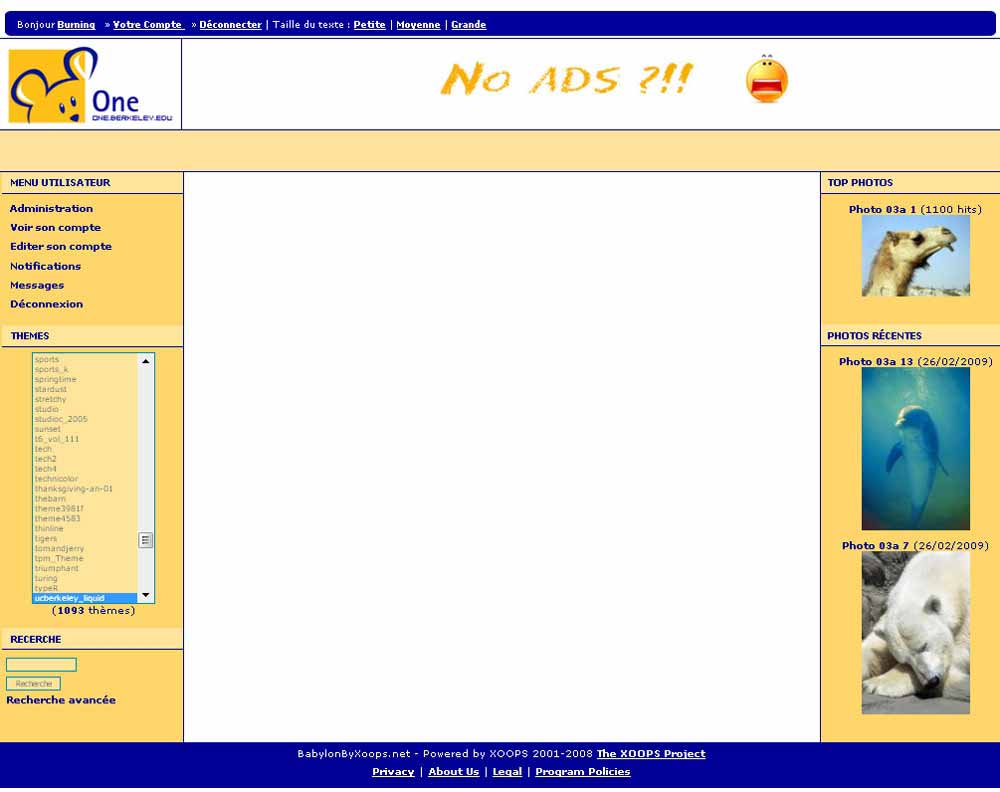 Bonjour Burning » Votre Compte » Déconnecter | Taille du texte : Petite | Moyenne | Grande
One
ONE.BERKELEY.EDU
No ADS ?!!
MENU UTILISATEUR
Administration
Voir son compte
Editer son compte
Notifications
Messages
Déconnexion
THEMES
sports
sports_k
springtime
stardust
stretchy
studio
studioc_2005
sunset
t6_vol_111
tech
tech2
tech4
technicolor
thanksgiving-an-01
thebarn
theme3981f
theme4583
thinline
tigers
tomandjerry
tpm_Theme
triumphant
turing
typeR
ucberkeley_liquid
(1093 thèmes)
RECERCHE
Recherche
Recherche avancée
TOP PHOTOS
Photo 03a 1 (1100 hits)
PHOTOS RÉCENTES
Photo 03a 13 (26/02/2009)
Photo 03a 7 (26/02/2009)
BabylonByXoops.net - Powered by XOOPS 2001-2008 The XOOPS Project
Privacy | About Us | Legal | Program Policies